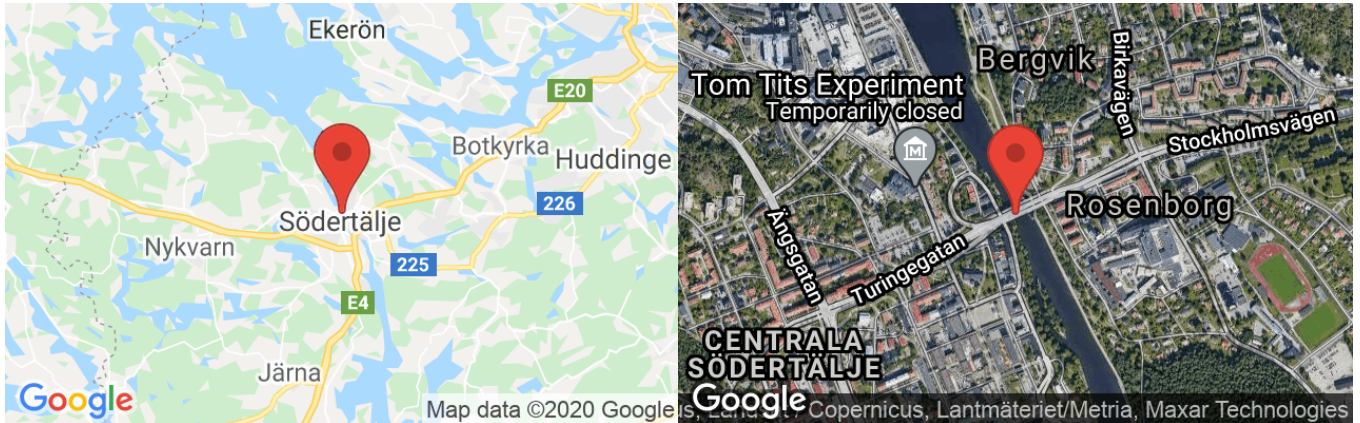 Ekerön
E20
Botkyrka
Huddinge
226
Södertälje
Nykvarn
225
E4
Järna
Google
Map data ©2020 Google
Bergvik
Birkavägen
Tom Tits Experiment
Temporarily closed
Stockholmsvägen
M
Rosenborg
Ängsgatan
Turingegatan
CENTRALA
SÖDERTÄLJE
Google
Copernicus, Lantmäteriet/Metria, Maxar Technologies